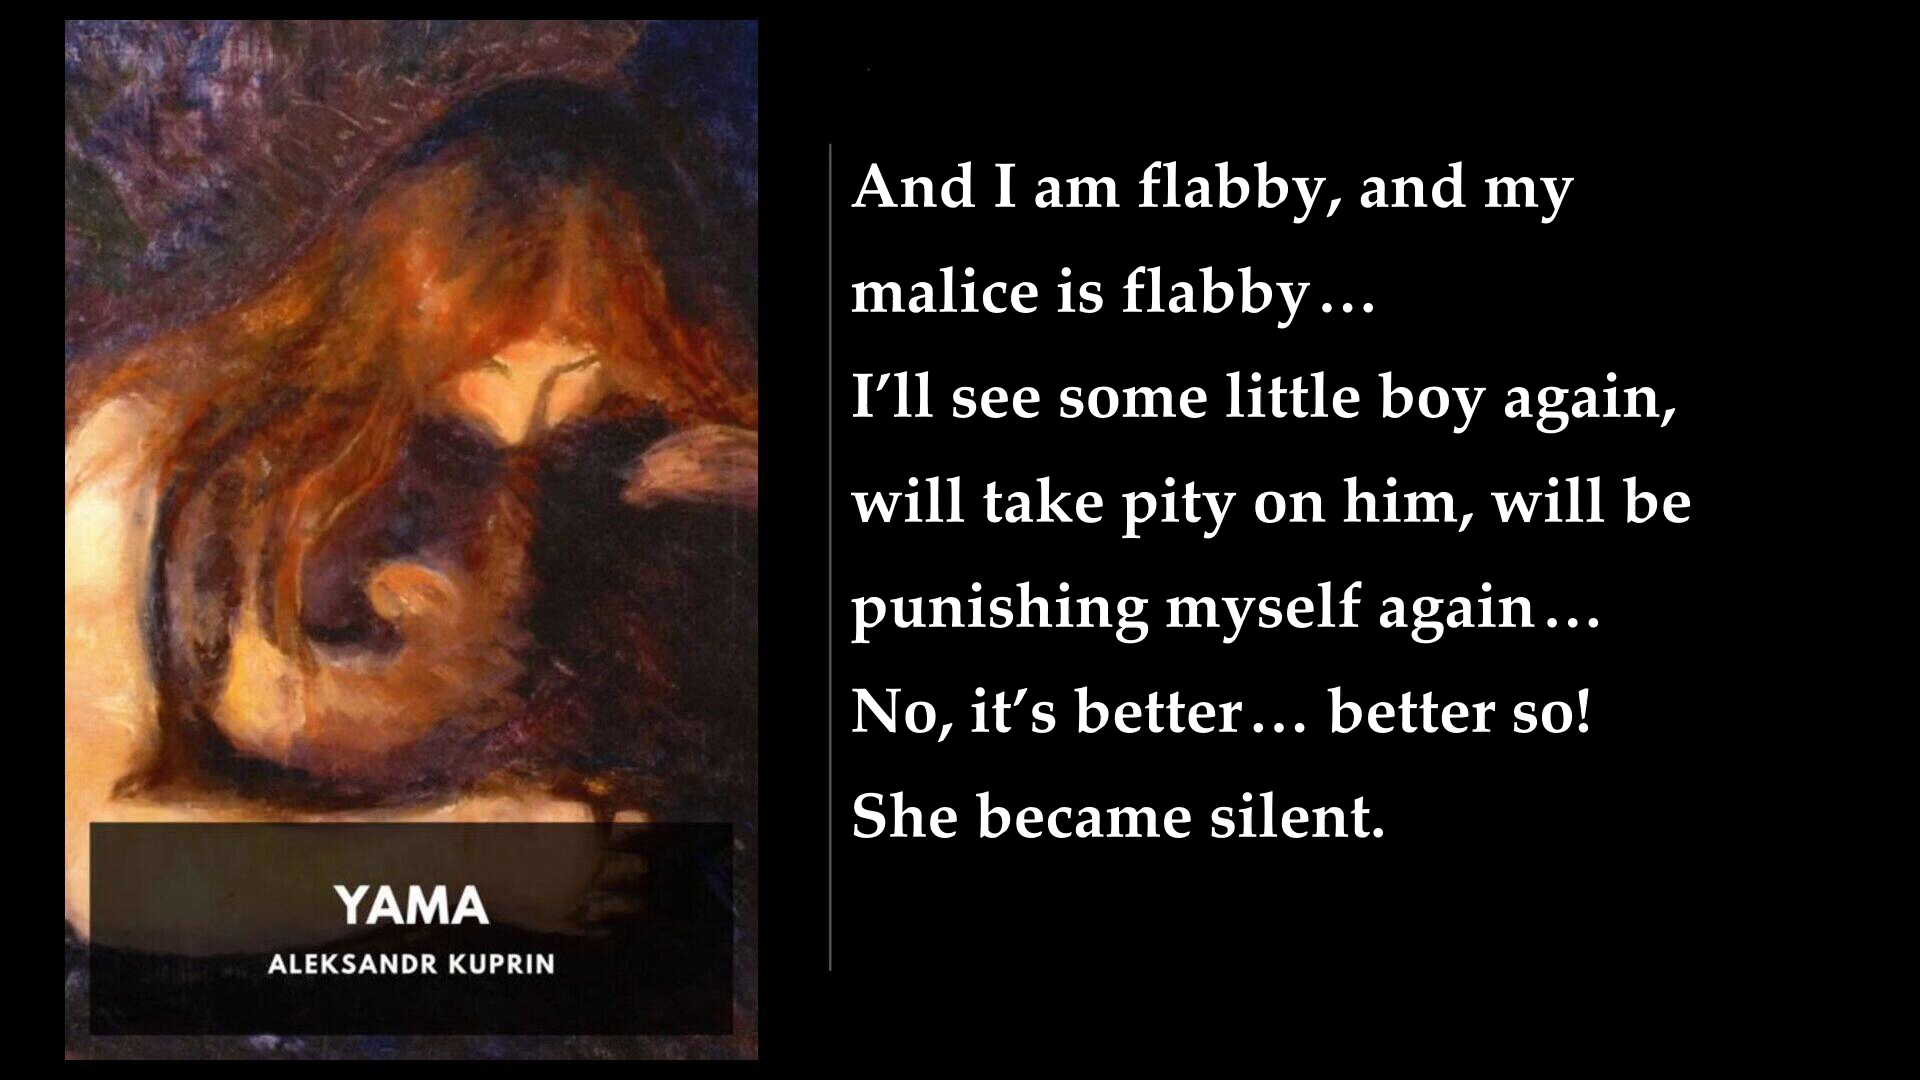 YAMA
ALEKSANDR KUPRIN
And I am flabby, and my
malice is flabby…
I’ll see some little boy again,
will take pity on him, will be
punishing myself again…
No, it’s better… better so!
She became silent.